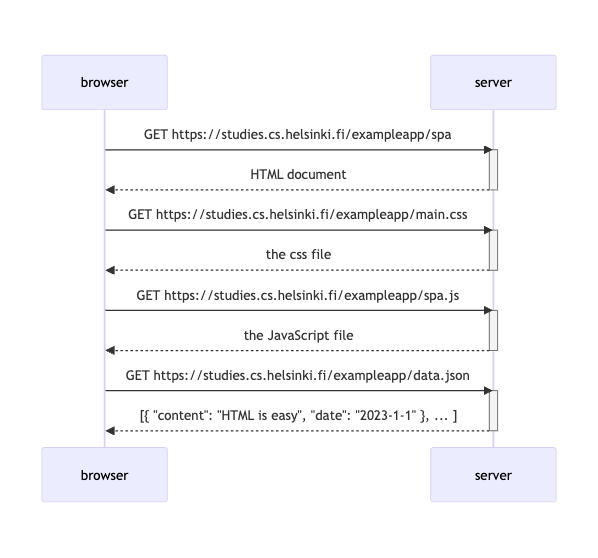 browser
server
GET https://studies.cs.helsinki.fi/exampleapp/spa
HTML document
GET https://studies.cs.helsinki.fi/exampleapp/main.css
the css file
GET https://studies.cs.helsinki.fi/exampleapp/spa.js
the JavaScript file
GET https://studies.cs.helsinki.fi/exampleapp/data.json
[{ "content": "HTML is easy", "date": "2023-1-1" }, ... ]
browser
server